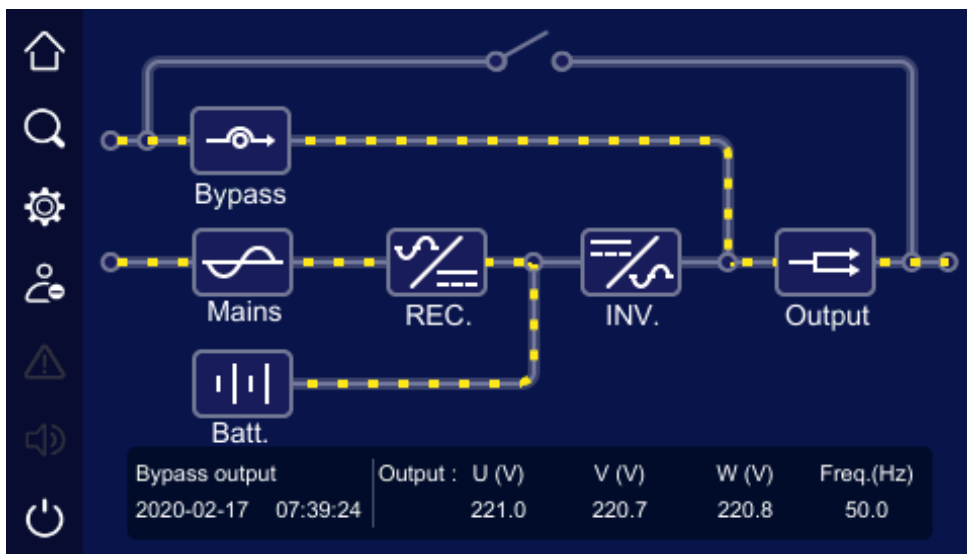 Bypass
Mains
REC.
INV.
Output
Batt.
Bypass output
2020-02-17 07:39:24
Output : U (V) V (V) W (V) Freq.(Hz)
221.0 220.7 220.8 50.0